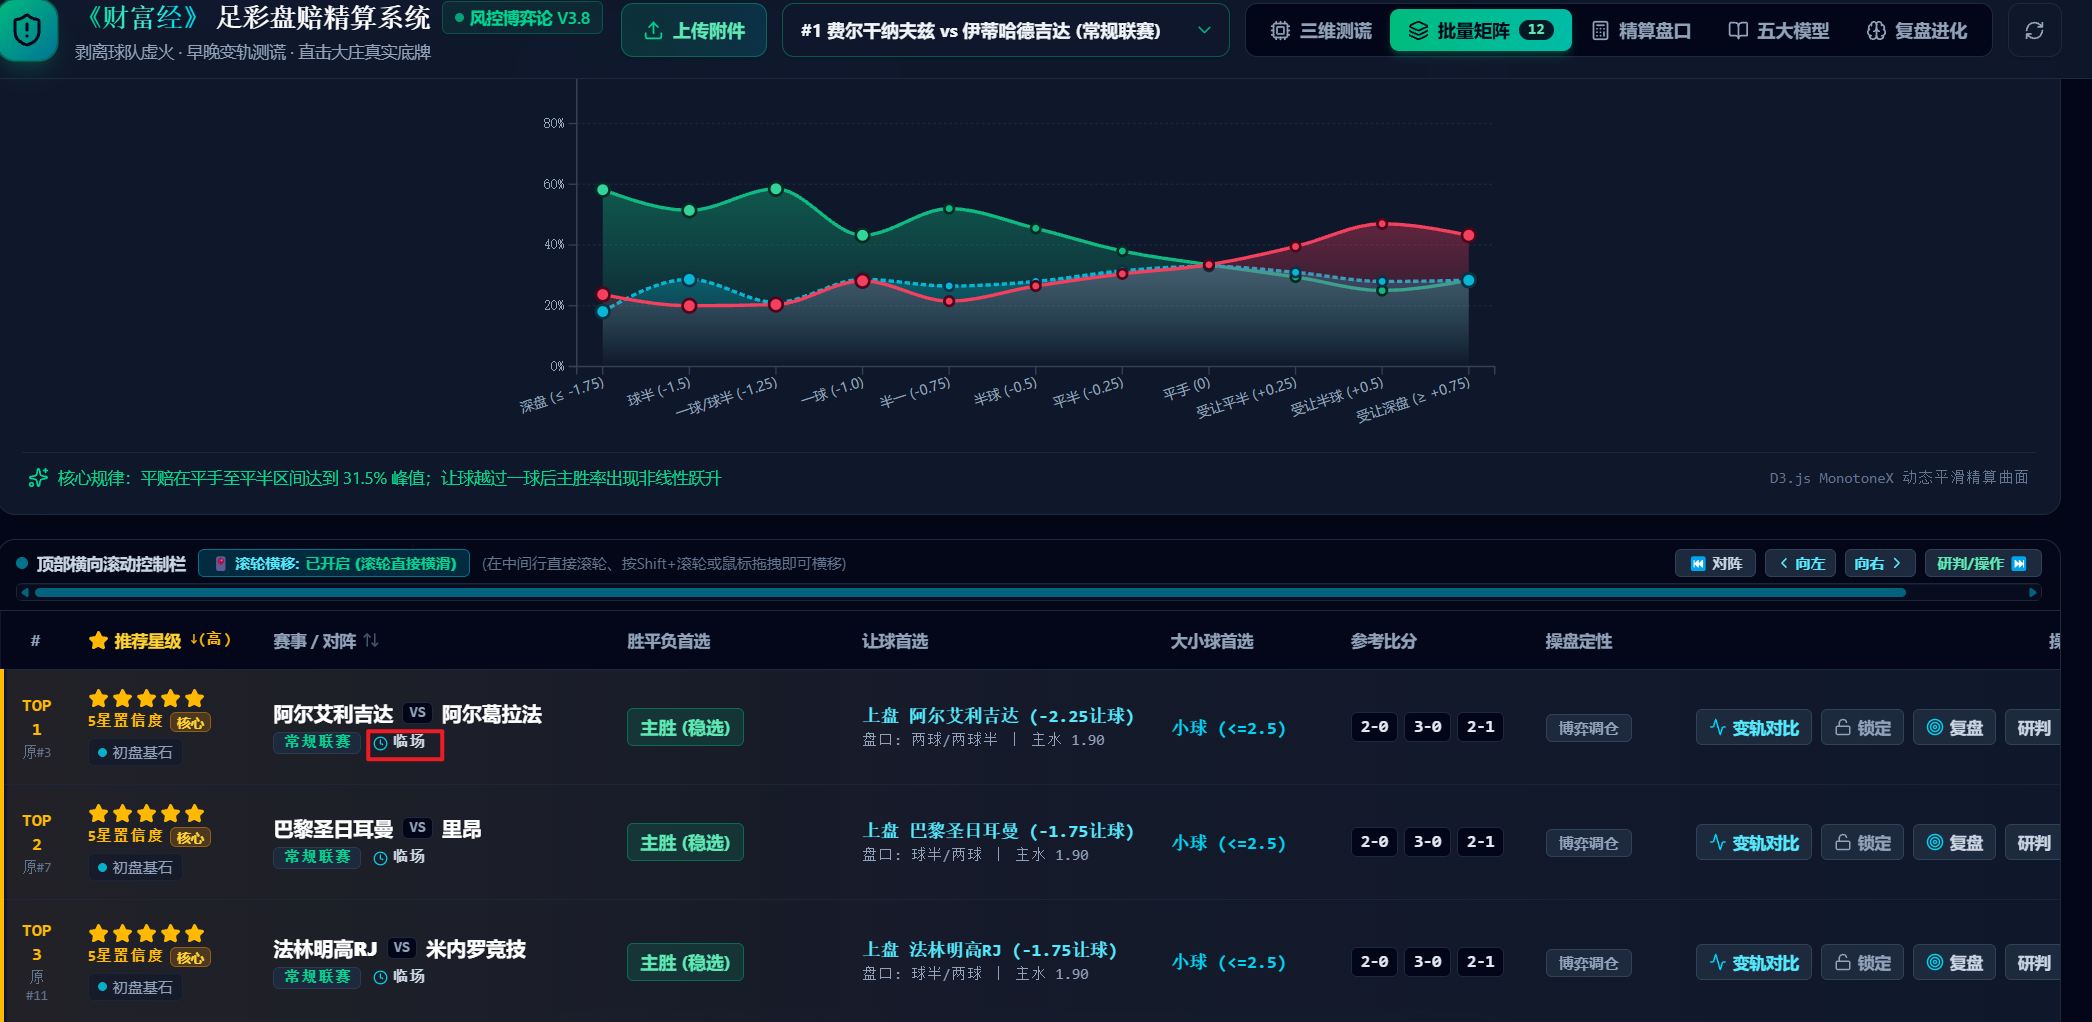 《财富经》 足彩盘赔精算系统
风控博弈论 V3.8
剥离球队虚火 · 早晚变轨测谎 · 直击大庄真实底牌
上传附件
#1 费尔干纳夫兹 vs 伊蒂哈德吉达 (常规联赛)
三维测谎
批量矩阵 12
精算盘口
五大模型
复盘进化
80%
60%
40%
20%
0%
深盘 (≤ -1.75)
球半 (-1.5)
一球/球半 (-1.25)
一球 (-1.0)
半一 (-0.75)
半球 (-0.5)
平半 (-0.25)
平手 (0)
受让平半 (+0.25)
受让半球 (+0.5)
受让深盘 (≥ +0.75)
核心规律：平赔在平手至平半区间达到 31.5% 峰值；让球越过一球后主胜率出现非线性跃升
D3.js MonotoneX 动态平滑精算曲面
顶部横向滚动控制栏
滚轮横移: 已开启 (滚轮直接横滑)
(在中间行直接滚轮、按Shift+滚轮或鼠标拖拽即可横移)
⏮ 对阵
向左
向右
研判/操作 ⏭
# 推荐星级 ↓(高) 赛事 / 对阵 ↑↓ 胜平负首选 让球首选 大小球首选 参考比分 操盘定性
TOP 1
原#3
5星置信度 核心
初盘基石
阿尔艾利吉达 VS 阿尔葛拉法
常规联赛 临场
主胜 (稳选)
上盘 阿尔艾利吉达 (-2.25让球)
盘口: 两球/两球半 | 主水 1.90
小球 (<=2.5)
2-0 3-0 2-1
博弈调仓
变轨对比 锁定 复盘 研判
TOP 2
原#7
5星置信度 核心
初盘基石
巴黎圣日耳曼 VS 里昂
常规联赛 临场
主胜 (稳选)
上盘 巴黎圣日耳曼 (-1.75让球)
盘口: 球半/两球 | 主水 1.90
小球 (<=2.5)
2-0 3-0 2-1
博弈调仓
变轨对比 锁定 复盘 研判
TOP 3
原
#11
5星置信度 核心
初盘基石
法林明高RJ VS 米内罗竞技
常规联赛 临场
主胜 (稳选)
上盘 法林明高RJ (-1.75让球)
盘口: 球半/两球 | 主水 1.90
小球 (<=2.5)
2-0 3-0 2-1
博弈调仓
变轨对比 锁定 复盘 研判